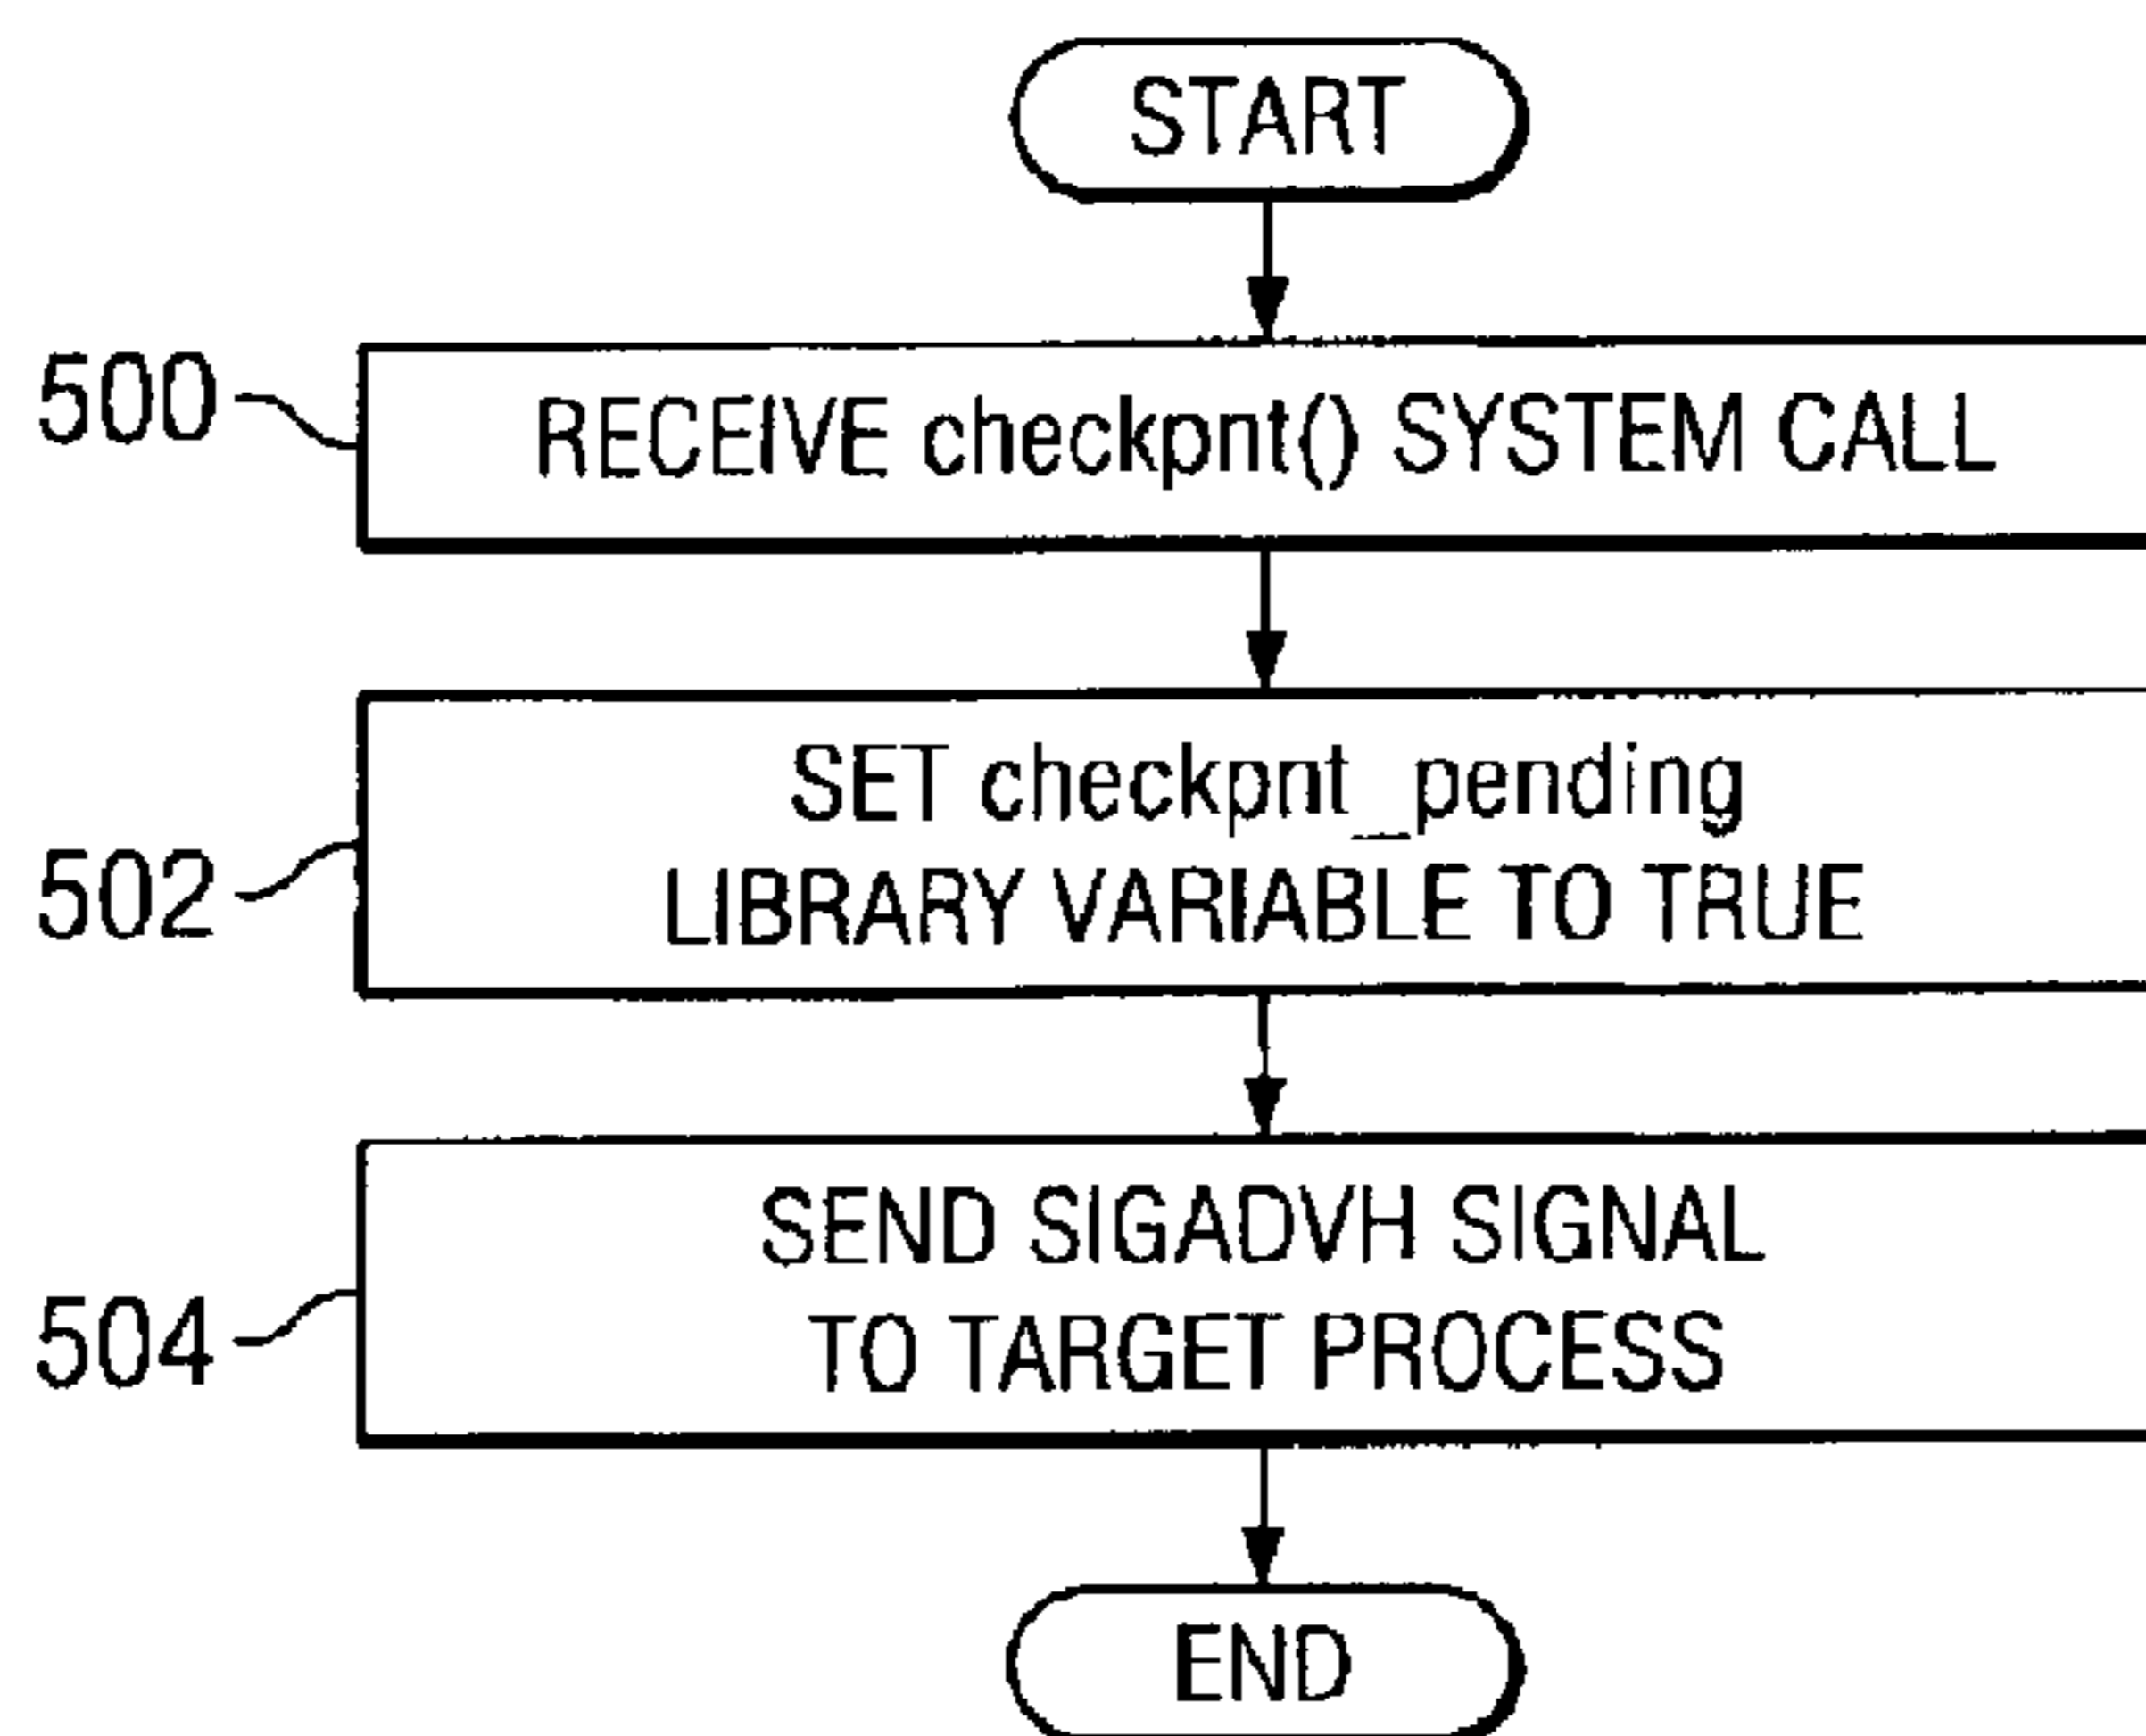 START
500
RECEIVE checkpnt() SYSTEM CALL
502
SET checkpnt_pending
LIBRARY VARIABLE TO TRUE
504
SEND SIGADVH SIGNAL
TO TARGET PROCESS
END